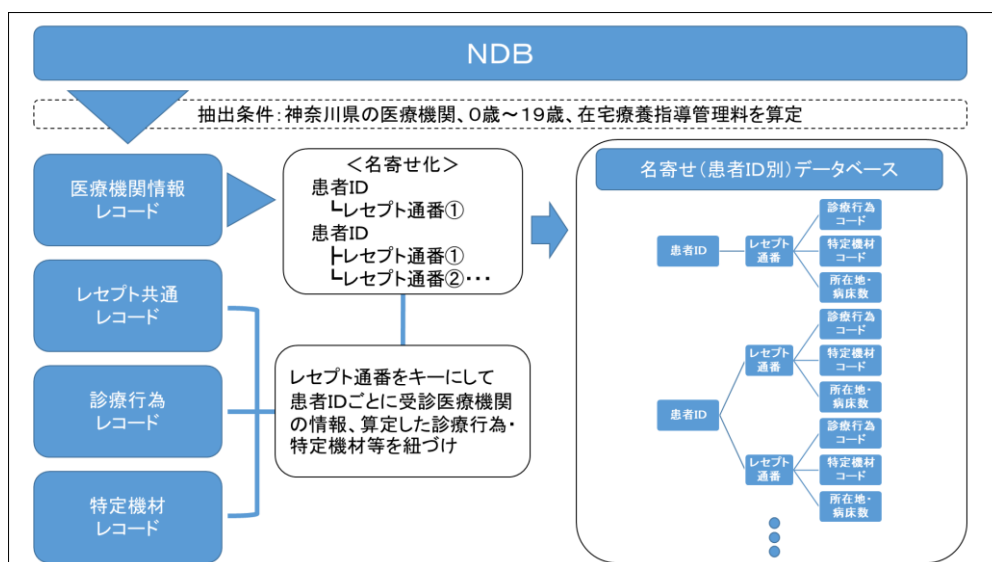 NDB
抽出条件:神奈川県の医療機関、0歳~19歳、在宅療養指導管理料を算定
医療機関情報
レコード
レセプト共通
レコード
診療行為
レコード
特定機材
レコード
<名寄せ化>
患者ID
┗レセプト通番①
患者ID
┣レセプト通番①
┗レセプト通番②・・・
レセプト通番をキーにして
患者IDごとに受診医療機関
の情報、算定した診療行為・
特定機材等を紐づけ
名寄せ(患者ID別)データベース
患者ID
レセプト
通番
診療行為
コード
特定機材
コード
所在地・
病床数
患者ID
レセプト
通番
診療行為
コード
特定機材
コード
所在地・
病床数
レセプト
通番
診療行為
コード
特定機材
コード
所在地・
病床数